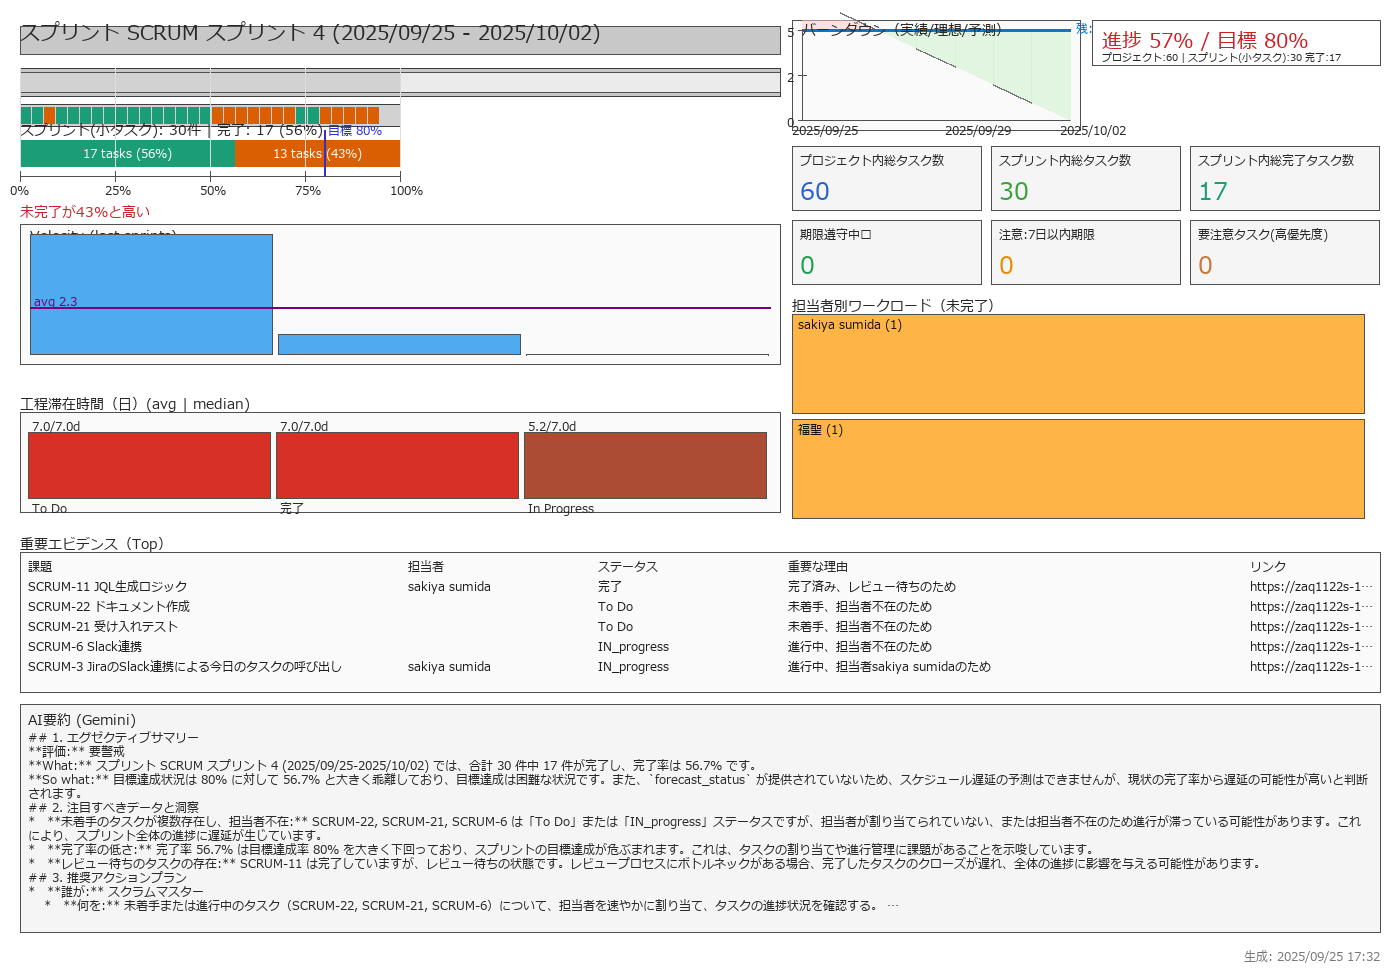 スプリント SCRUM スプリント 4 (2025/09/25 - 2025/10/02)
スプリント(小タスク): 30件 | 完了: 17 (56%)
目標 80%
17 tasks (56%)
13 tasks (43%)
0%
25%
50%
75%
100%
未完了が43%と高い
Velocity (last sprints)
avg 2.3
工程滞在時間（日）(avg | median)
7.0/7.0d
7.0/7.0d
5.2/7.0d
To Do
完了
In Progress
バーンダウン（実績/理想/予測）
残:
5
2
0
2025/09/25
2025/09/29
2025/10/02
進捗 57% / 目標 80%
プロジェクト:60 | スプリント(小タスク):30 完了:17
プロジェクト内総タスク数
60
スプリント内総タスク数
30
スプリント内総完了タスク数
17
期限遵守中□
0
注意:7日以内期限
0
要注意タスク(高優先度)
0
担当者別ワークロード（未完了）
sakiya sumida (1)
福聖 (1)
重要エビデンス（Top）
課題 担当者 ステータス 重要な理由 リンク
SCRUM-11 JQL生成ロジック sakiya sumida 完了 完了済み、レビュー待ちのため https://zaq1122s-1…
SCRUM-22 ドキュメント作成 To Do 未着手、担当者不在のため https://zaq1122s-1…
SCRUM-21 受け入れテスト To Do 未着手、担当者不在のため https://zaq1122s-1…
SCRUM-6 Slack連携 IN_progress 進行中、担当者不在のため https://zaq1122s-1…
SCRUM-3 JiraのSlack連携による今日のタスクの呼び出し sakiya sumida IN_progress 進行中、担当者sakiya sumidaのため https://zaq1122s-1…
AI要約 (Gemini)
## 1. エグゼクティブサマリー
**評価:** 要警戒
**What:** スプリント SCRUM スプリント 4 (2025/09/25-2025/10/02) では、合計 30 件中 17 件が完了し、完了率は 56.7% です。
**So what:** 目標達成状況は 80% に対して 56.7% と大きく乖離しており、目標達成は困難な状況です。また、`forecast_status` が提供されていないため、スケジュール遅延の予測はできませんが、現状の完了率から遅延の可能性が高いと判断
されます。
## 2. 注目すべきデータと洞察
* **未着手のタスクが複数存在し、担当者不在:** SCRUM-22, SCRUM-21, SCRUM-6 は「To Do」または「IN_progress」ステータスですが、担当者が割り当てられていない、または担当者不在のため進行が滞っている可能性があります。これ
により、スプリント全体の進捗に遅延が生じています。
* **完了率の低さ:** 完了率 56.7% は目標達成率 80% を大きく下回っており、スプリントの目標達成が危ぶまれます。これは、タスクの割り当てや進行管理に課題があることを示唆しています。
* **レビュー待ちのタスクの存在:** SCRUM-11 は完了していますが、レビュー待ちの状態です。レビュープロセスにボトルネックがある場合、完了したタスクのクローズが遅れ、全体の進捗に影響を与える可能性があります。
## 3. 推奨アクションプラン
* **誰が:** スクラムマスター
* **何を:** 未着手または進行中のタスク（SCRUM-22, SCRUM-21, SCRUM-6）について、担当者を速やかに割り当て、タスクの進捗状況を確認する。 …
生成: 2025/09/25 17:32